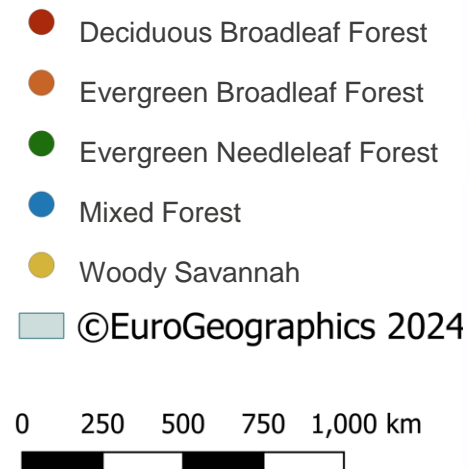 Deciduous Broadleaf Forest
Evergreen Broadleaf Forest
Evergreen Needleleaf Forest
Mixed Forest
Woody Savannah
©EuroGeographics 2024
0 250 500 750 1,000 km